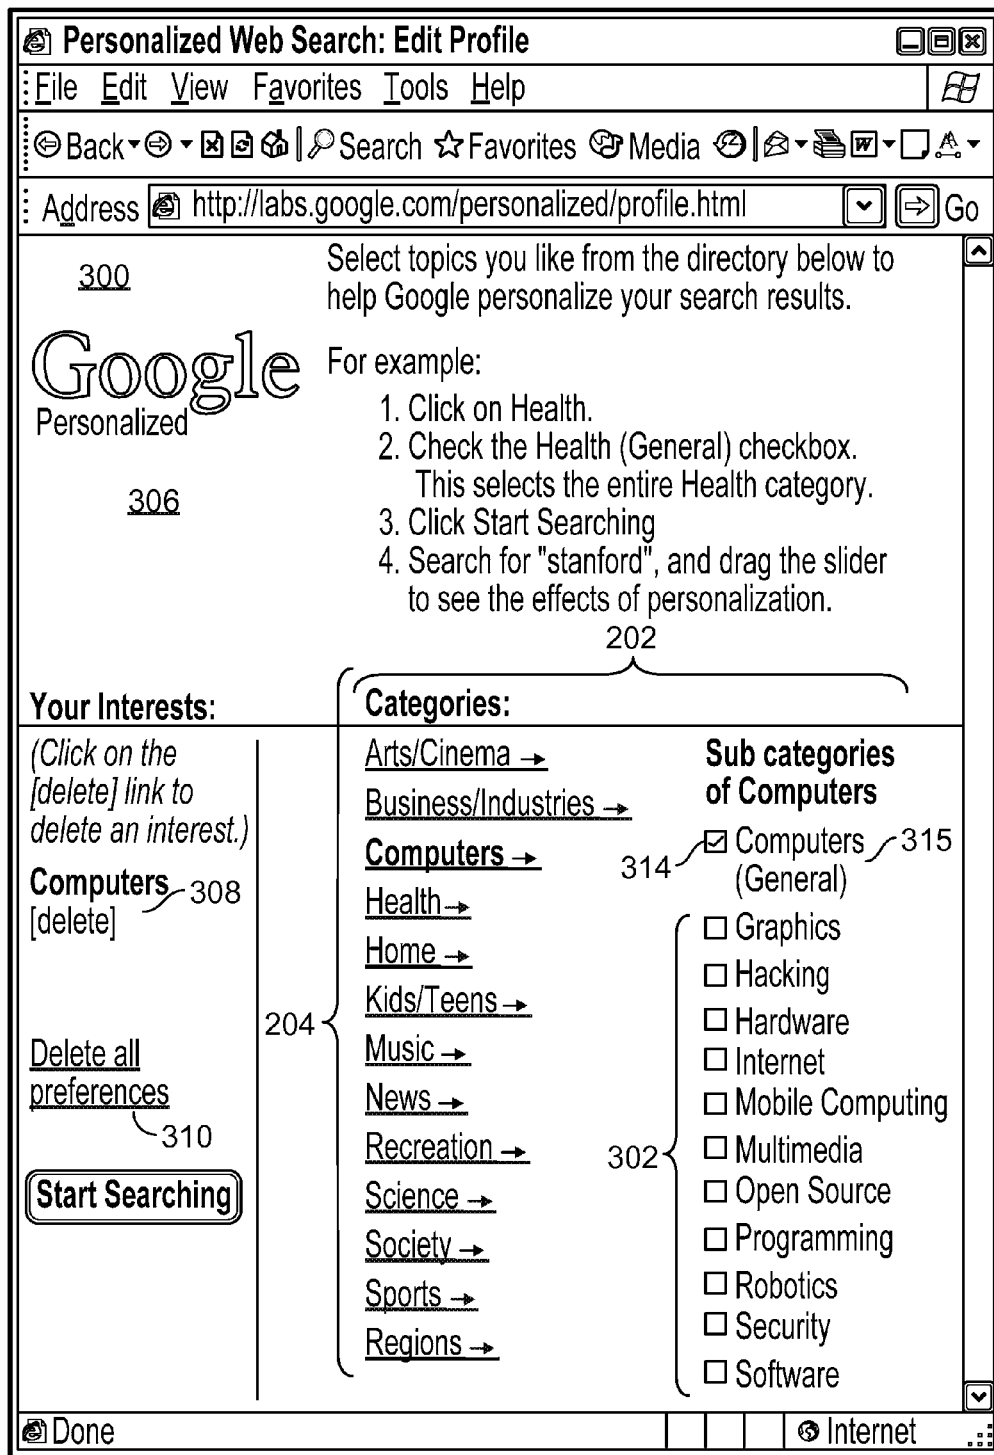 Personalized Web Search: Edit Profile
File Edit View Favorites Tools Help
Back Search Favorites Media W A
Address http://labs.google.com/personalized/profile.html Go
300
Google
Personalized
306
Select topics you like from the directory below to
help Google personalize your search results.
For example:
1. Click on Health.
2. Check the Health (General) checkbox.
This selects the entire Health category.
3. Click Start Searching
4. Search for "stanford", and drag the slider
to see the effects of personalization.
202
Your Interests:
(Click on the
[delete] link to
delete an interest.)
Computers
[delete]
308
Delete all
preferences
310
Start Searching
204
Categories:
Arts/Cinema →
Business/Industries →
Computers →
Health →
Home →
Kids/Teens →
Music →
News →
Recreation →
Science →
Society →
Sports →
Regions →
Sub categories
of Computers
314
Computers
(General)
315
302
Graphics
Hacking
Hardware
Internet
Mobile Computing
Multimedia
Open Source
Programming
Robotics
Security
Software
Done Internet